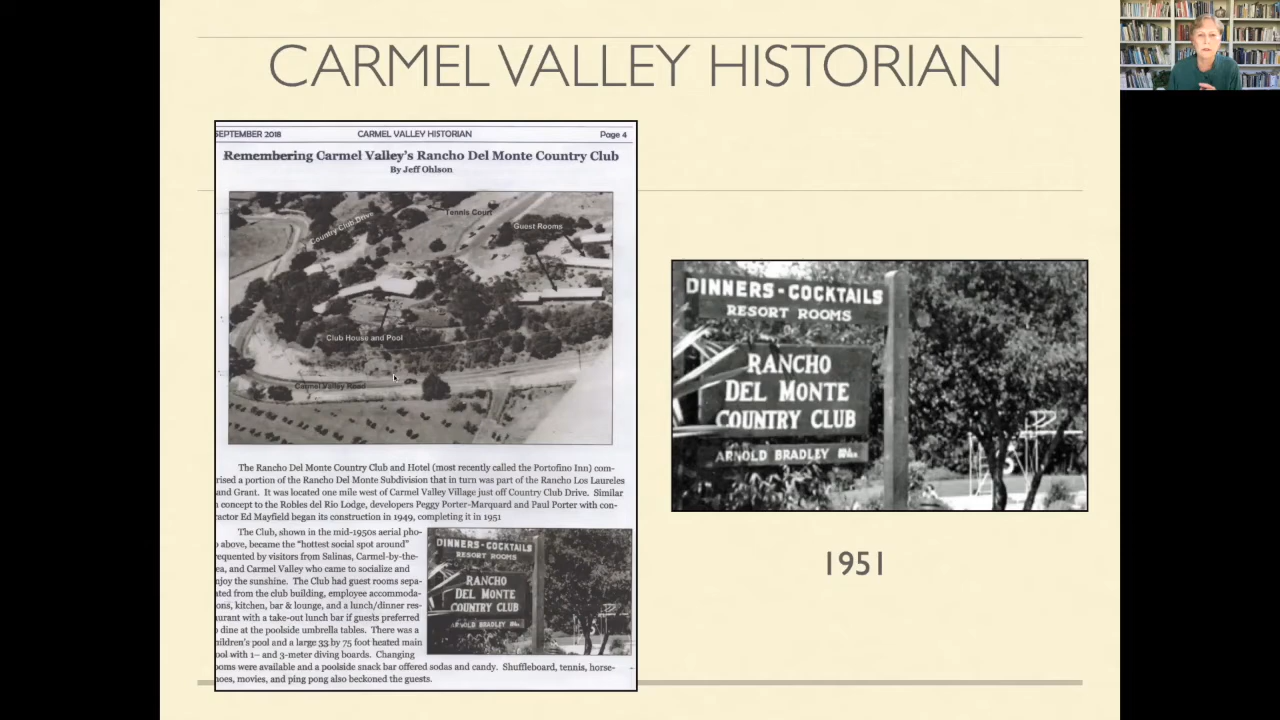 CARMEL VALLEY HISTORIAN
EPTEMBER 2018 CARMEL VALLEY HISTORIAN Page 4
Remembering Carmel Valley's Rancho Del Monte Country Club
By Jeff Ohlson
Country Club Drive
Tennis Court
Guest Rooms
Club House and Pool
Carmel Valley Road
The Rancho Del Monte Country Club and Hotel (most recently called the Portofino Inn) com-
rised a portion of the Rancho Del Monte Subdivision that in turn was part of the Rancho Los Laureles
and Grant. It was located one mile west of Carmel Valley Village just off Country Club Drive. Similar
concept to the Robles del Rio Lodge, developers Peggy Porter-Marquard and Paul Porter with con-
ractor Ed Mayfield began its construction in 1949, completing it in 1951
The Club, shown in the mid-1950s aerial pho-
o above, became the "hottest social spot around"
equented by visitors from Salinas, Carmel-by-the-
ea, and Carmel Valley who came to socialize and
njoy the sunshine. The Club had guest rooms sepa-
ated from the club building, employee accommoda-
ons, kitchen, bar & lounge, and a lunch/dinner res-
urant with a take-out lunch bar if guests preferred
o dine at the poolside umbrella tables. There was a
hildren's pool and a large 33 by 75 foot heated main
ool with 1– and 3-meter diving boards. Changing
ooms were available and a poolside snack bar offered sodas and candy. Shuffleboard, tennis, horse-
hoes, movies, and ping pong also beckoned the guests.
DINNERS-COCKTAILS
RESORT ROOMS
RANCHO
DEL MONTE
COUNTRY CLUB
ARNOLD BRADLEY
DINNERS-COCKTAILS
RESORT ROOMS
RANCHO
DEL MONTE
COUNTRY CLUB
ARNOLD BRADLEY
1951